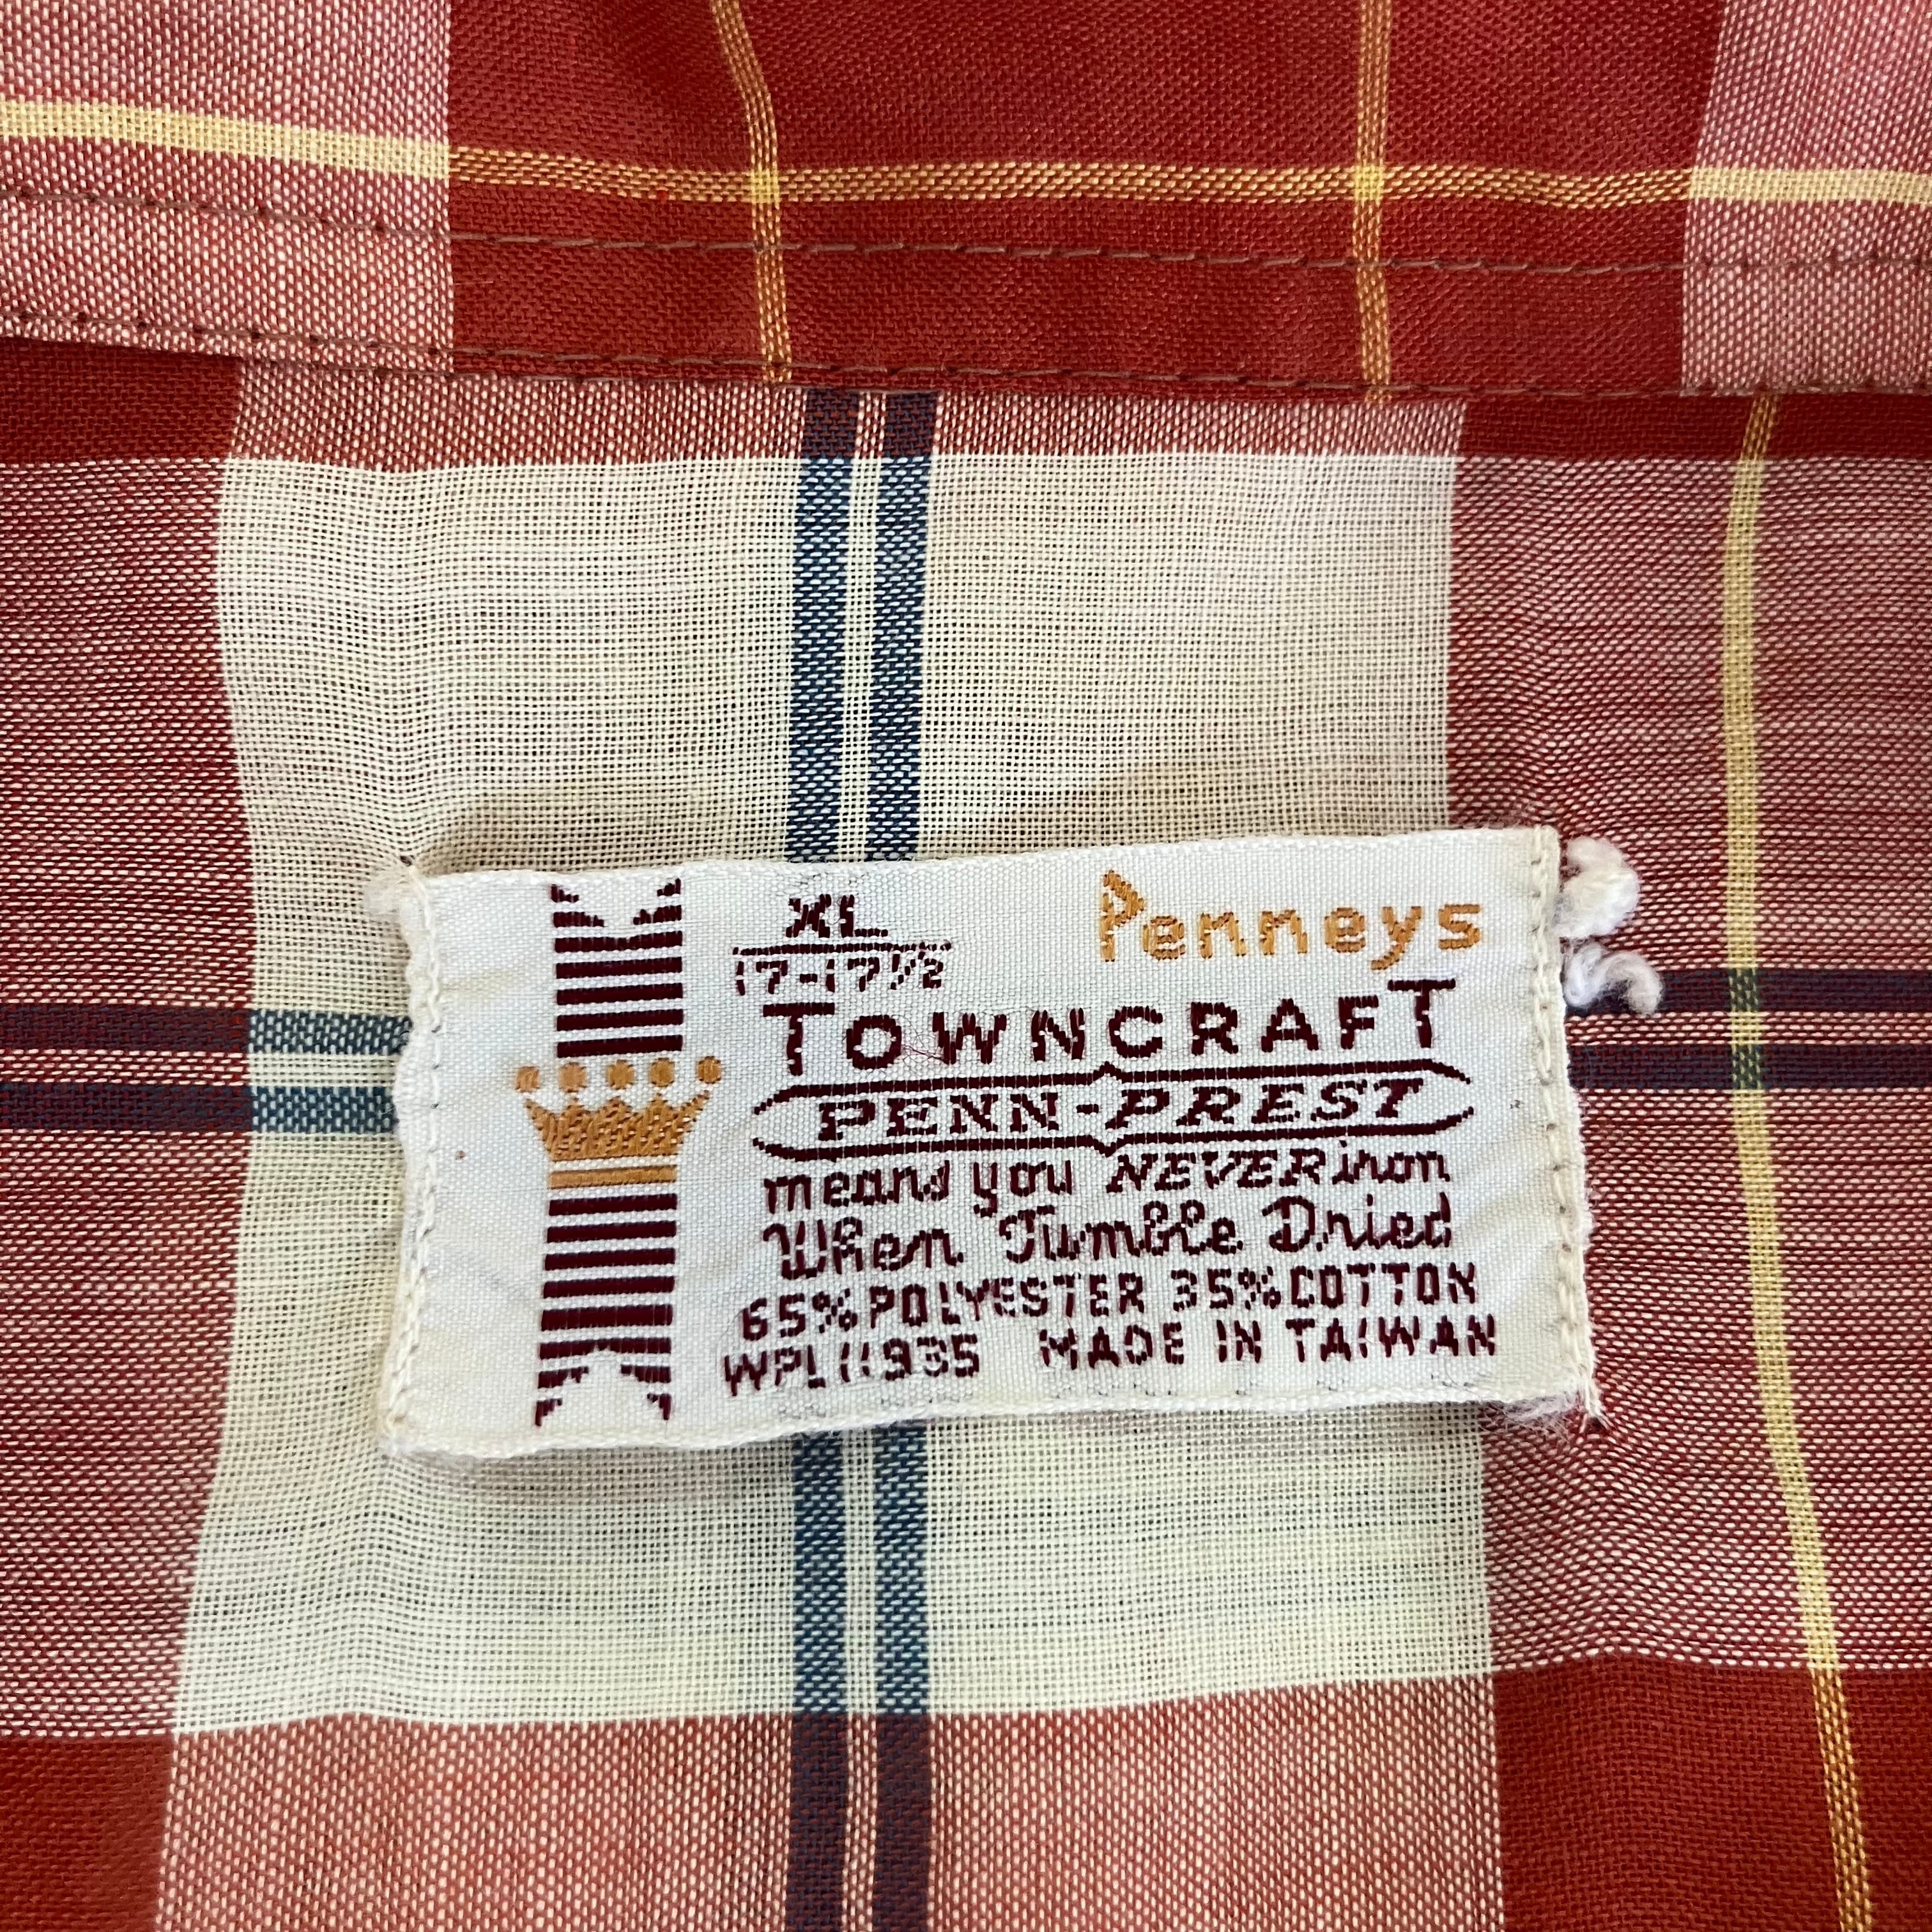 XL
17-17½
Penneys
TOWNCRAFT
PENN-PREST
means you NEVER iron
When Tumble Dried
65% POLYESTER 35% COTTON
WPL 11935 MADE IN TAIWAN